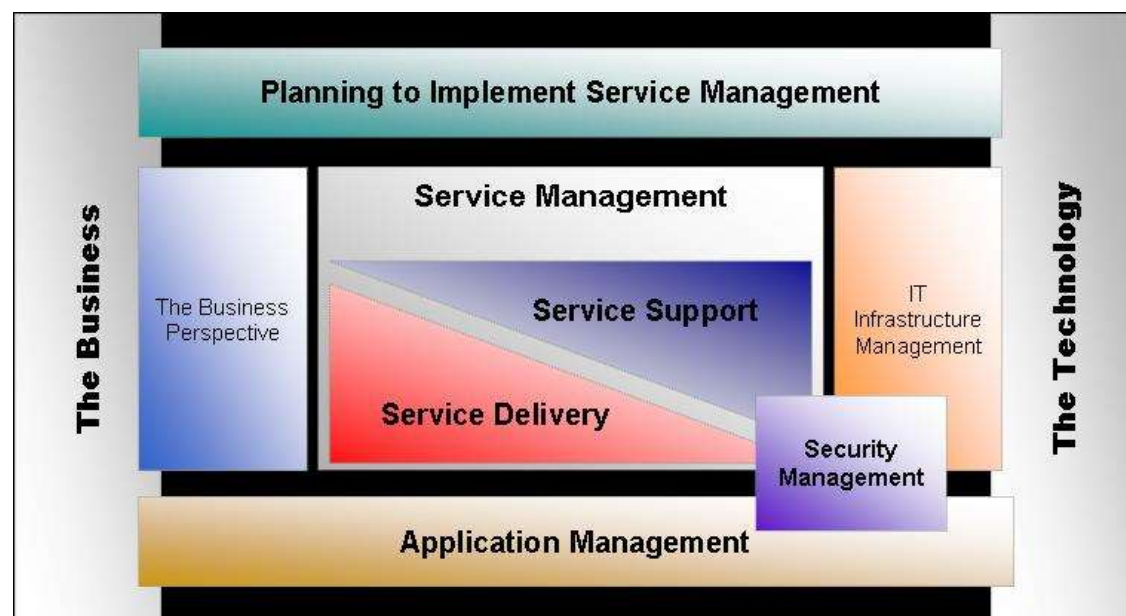 Planning to Implement Service Management
The Business
The Business
Perspective
Service Management
Service Support
Service Delivery
IT
Infrastructure
Management
Security
Management
The Technology
Application Management